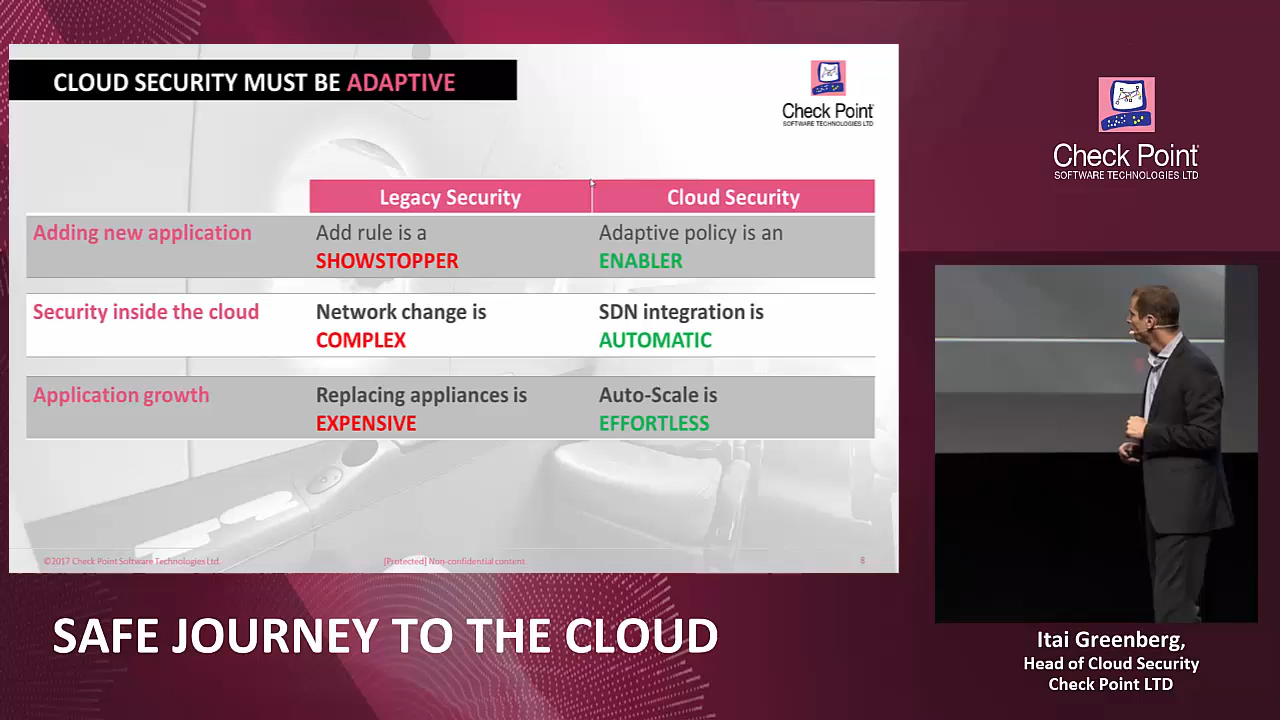 CLOUD SECURITY MUST BE ADAPTIVE
Check Point
SOFTWARE TECHNOLOGIES LTD
Legacy Security
Cloud Security
Adding new application
Add rule is a
SHOWSTOPPER
Adaptive policy is an
ENABLER
Security inside the cloud
Network change is
COMPLEX
SDN integration is
AUTOMATIC
Application growth
Replacing appliances is
EXPENSIVE
Auto-Scale is
EFFORTLESS
©2017 Check Point Software Technologies Ltd.
[Protected] Non-confidential content
8
SAFE JOURNEY TO THE CLOUD
Check Point
SOFTWARE TECHNOLOGIES LTD
Itai Greenberg,
Head of Cloud Security
Check Point LTD